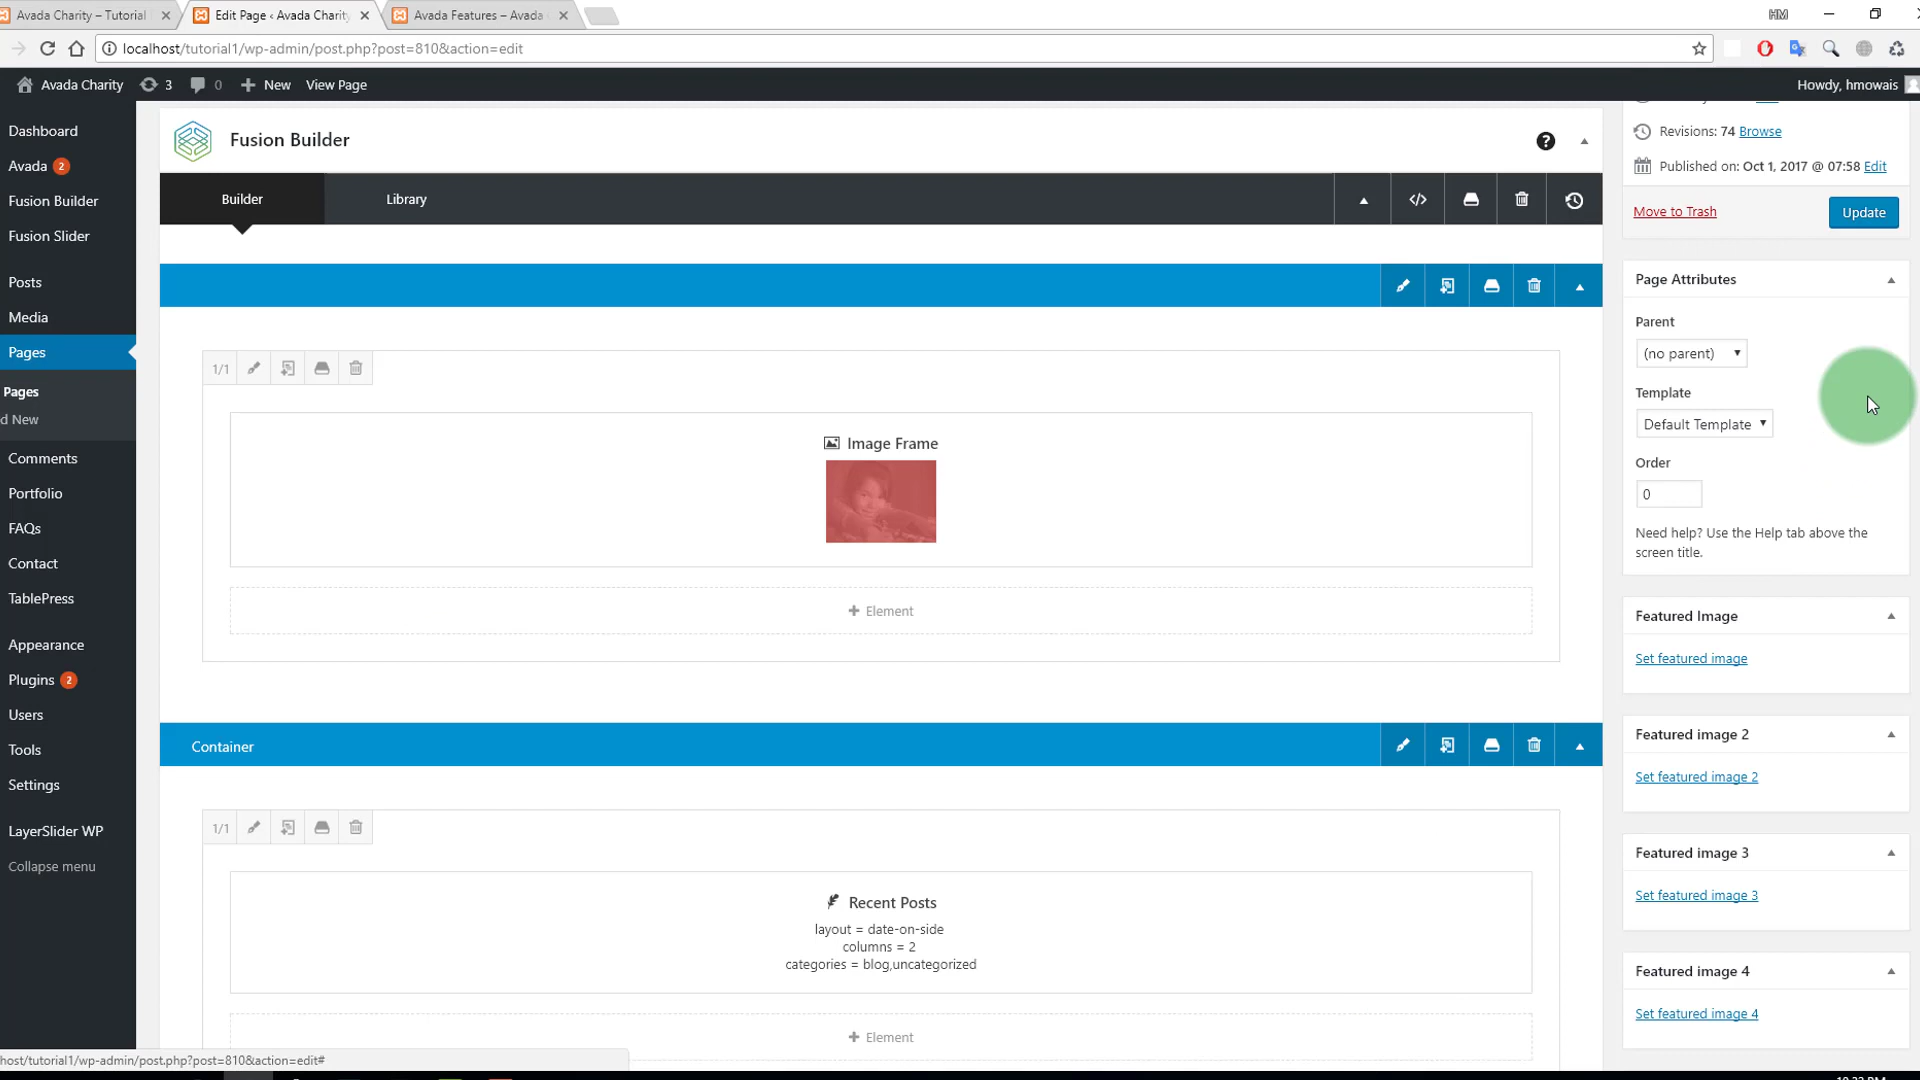 Avada Charity – Tutorial
Edit Page ‹ Avada Charity
Avada Features – Avada
HM
localhost/tutorial1/wp-admin/post.php?post=810&action=edit
Avada Charity
3
0
New
View Page
Howdy, hmowais
Dashboard
Avada 2
Fusion Builder
Fusion Slider
Posts
Media
Pages
Pages
d New
Comments
Portfolio
FAQs
Contact
TablePress
Appearance
Plugins 2
Users
Tools
Settings
LayerSlider WP
Collapse menu
Fusion Builder
?
Builder
Library
1/1
Image Frame
+ Element
Container
1/1
Recent Posts
layout = date-on-side
columns = 2
categories = blog,uncategorized
+ Element
Revisions: 74 Browse
Published on: Oct 1, 2017 @ 07:58 Edit
Move to Trash
Update
Page Attributes
Parent
(no parent)
Template
Default Template
Order
0
Need help? Use the Help tab above the
screen title.
Featured Image
Set featured image
Featured image 2
Set featured image 2
Featured image 3
Set featured image 3
Featured image 4
Set featured image 4
host/tutorial1/wp-admin/post.php?post=810&action=edit#